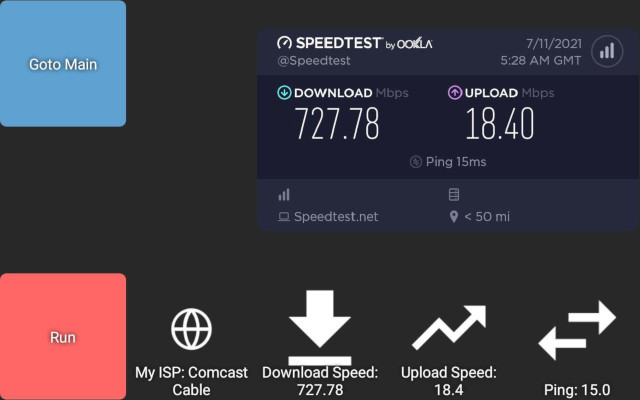 Goto Main
SPEEDTEST by OOKLA
7/11/2021
@Speedtest
5:28 AM GMT
DOWNLOAD Mbps
UPLOAD Mbps
727.78
18.40
Ping 15ms
Speedtest.net
< 50 mi
Run
My ISP: Comcast
Cable
Download Speed:
727.78
Upload Speed:
18.4
Ping: 15.0